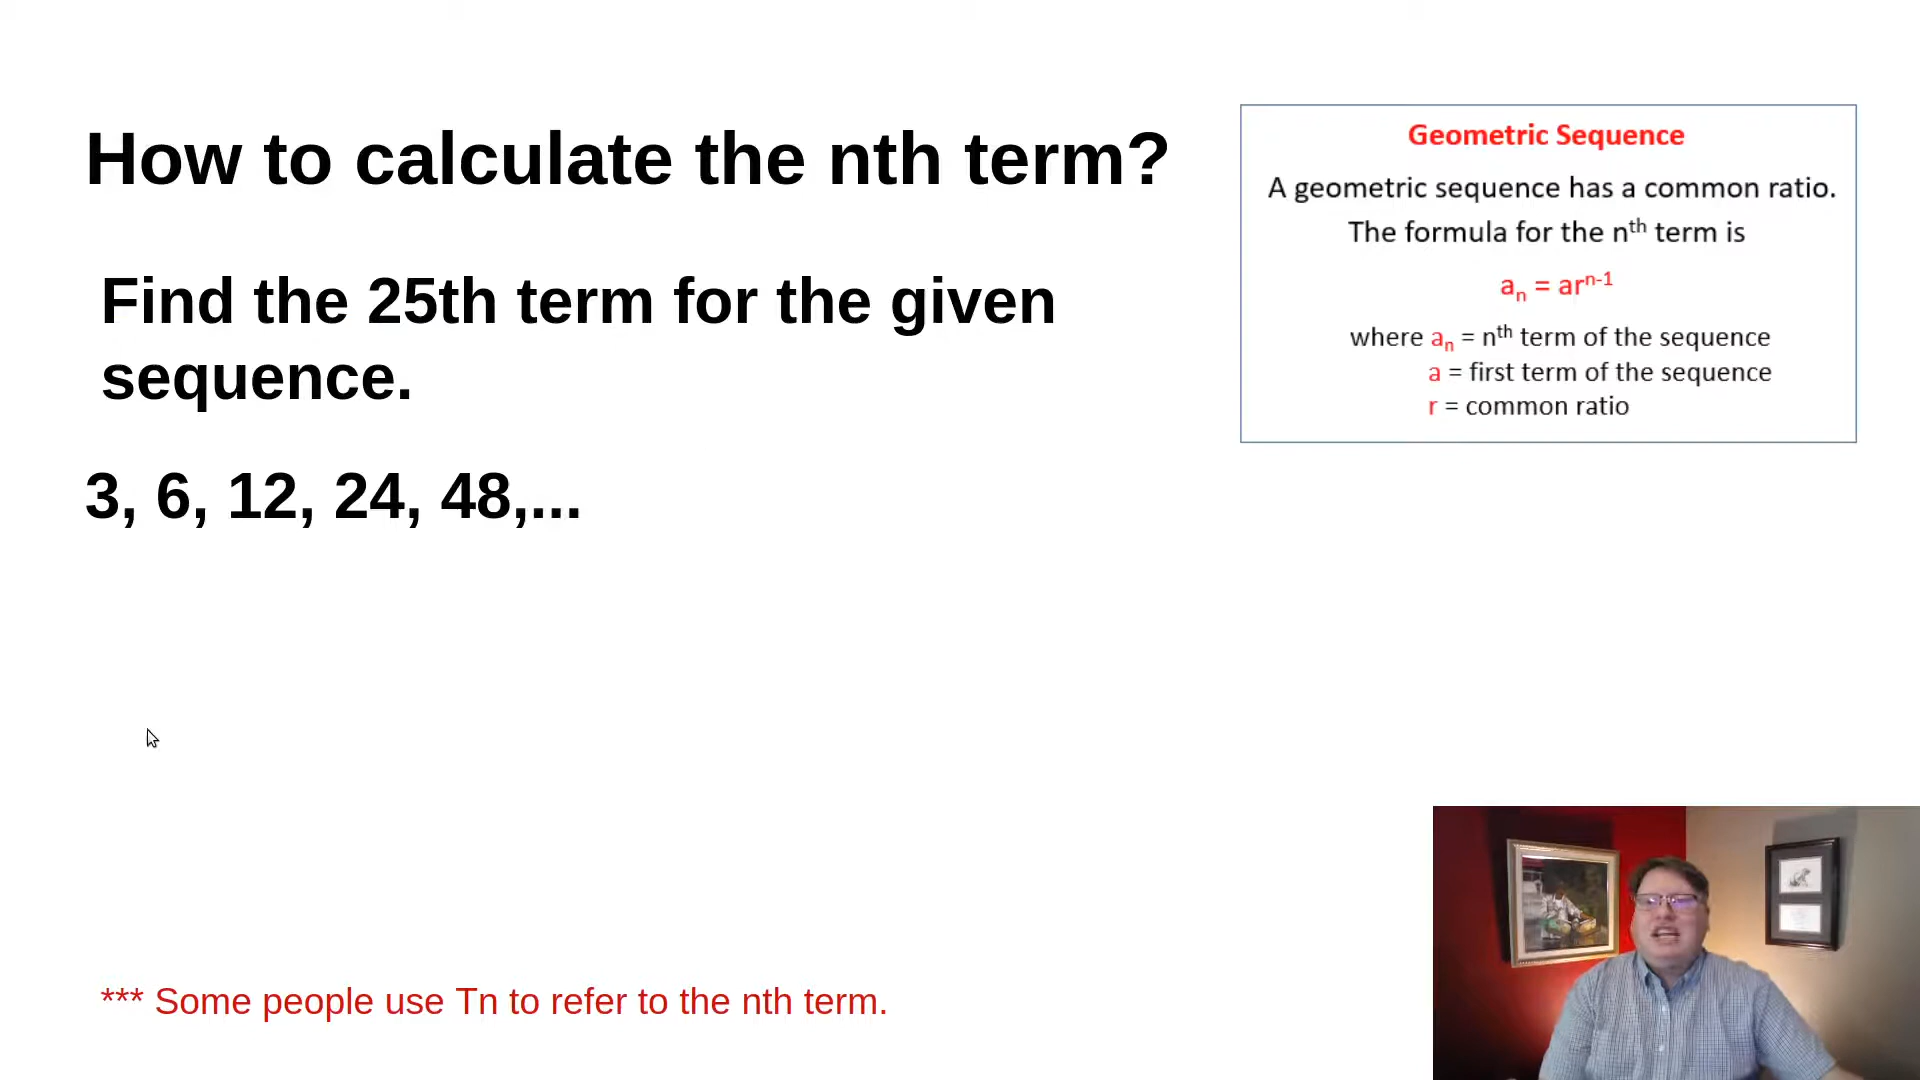 How to calculate the nth term?
Find the 25th term for the given
sequence.
3, 6, 12, 24, 48,...
Geometric Sequence
A geometric sequence has a common ratio.
The formula for the nᵗʰ term is
aₙ = arⁿ⁻¹
where aₙ = nᵗʰ term of the sequence
a = first term of the sequence
r = common ratio
*** Some people use Tn to refer to the nth term.